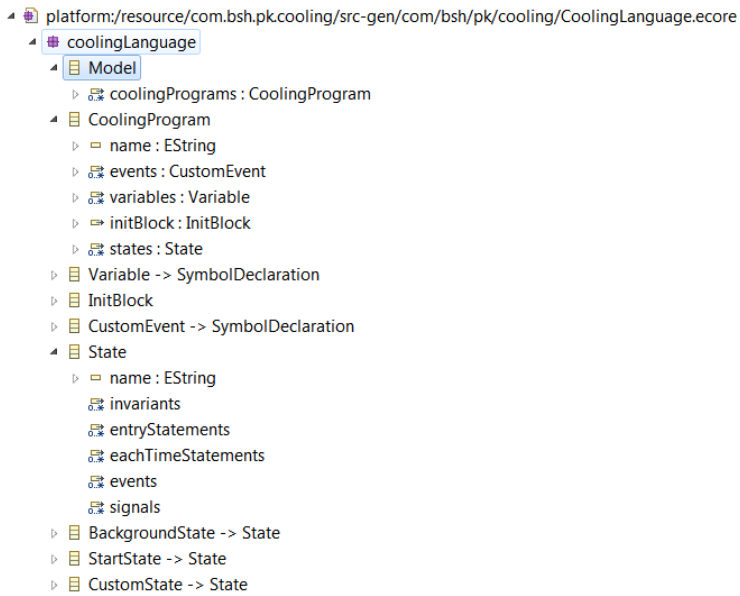 platform:/resource/com.bsh.pk.cooling/src-gen/com/bsh/pk/cooling/CoolingLanguage.ecore
coolingLanguage
Model
coolingPrograms : CoolingProgram
CoolingProgram
name : EString
events : CustomEvent
variables : Variable
initBlock : InitBlock
states : State
Variable -> SymbolDeclaration
InitBlock
CustomEvent -> SymbolDeclaration
State
name : EString
invariants
entryStatements
eachTimeStatements
events
signals
BackgroundState -> State
StartState -> State
CustomState -> State